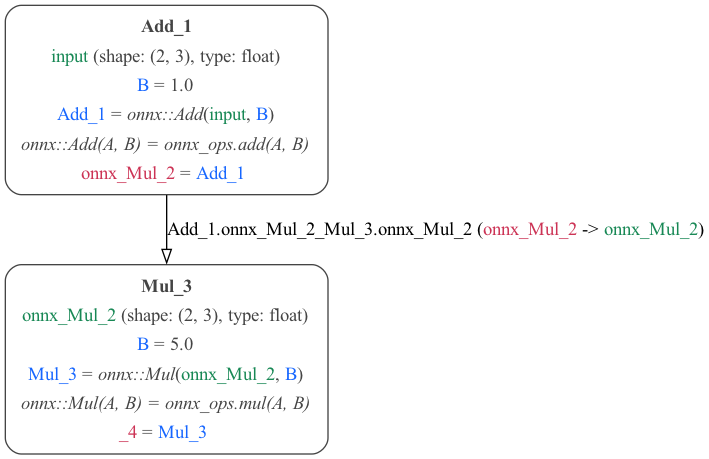 Add_1
input (shape: (2, 3), type: float)
B = 1.0
Add_1 = onnx::Add(input, B)
onnx::Add(A, B) = onnx_ops.add(A, B)
onnx_Mul_2 = Add_1
Add_1.onnx_Mul_2_Mul_3.onnx_Mul_2 (onnx_Mul_2 -> onnx_Mul_2)
Mul_3
onnx_Mul_2 (shape: (2, 3), type: float)
B = 5.0
Mul_3 = onnx::Mul(onnx_Mul_2, B)
onnx::Mul(A, B) = onnx_ops.mul(A, B)
_4 = Mul_3